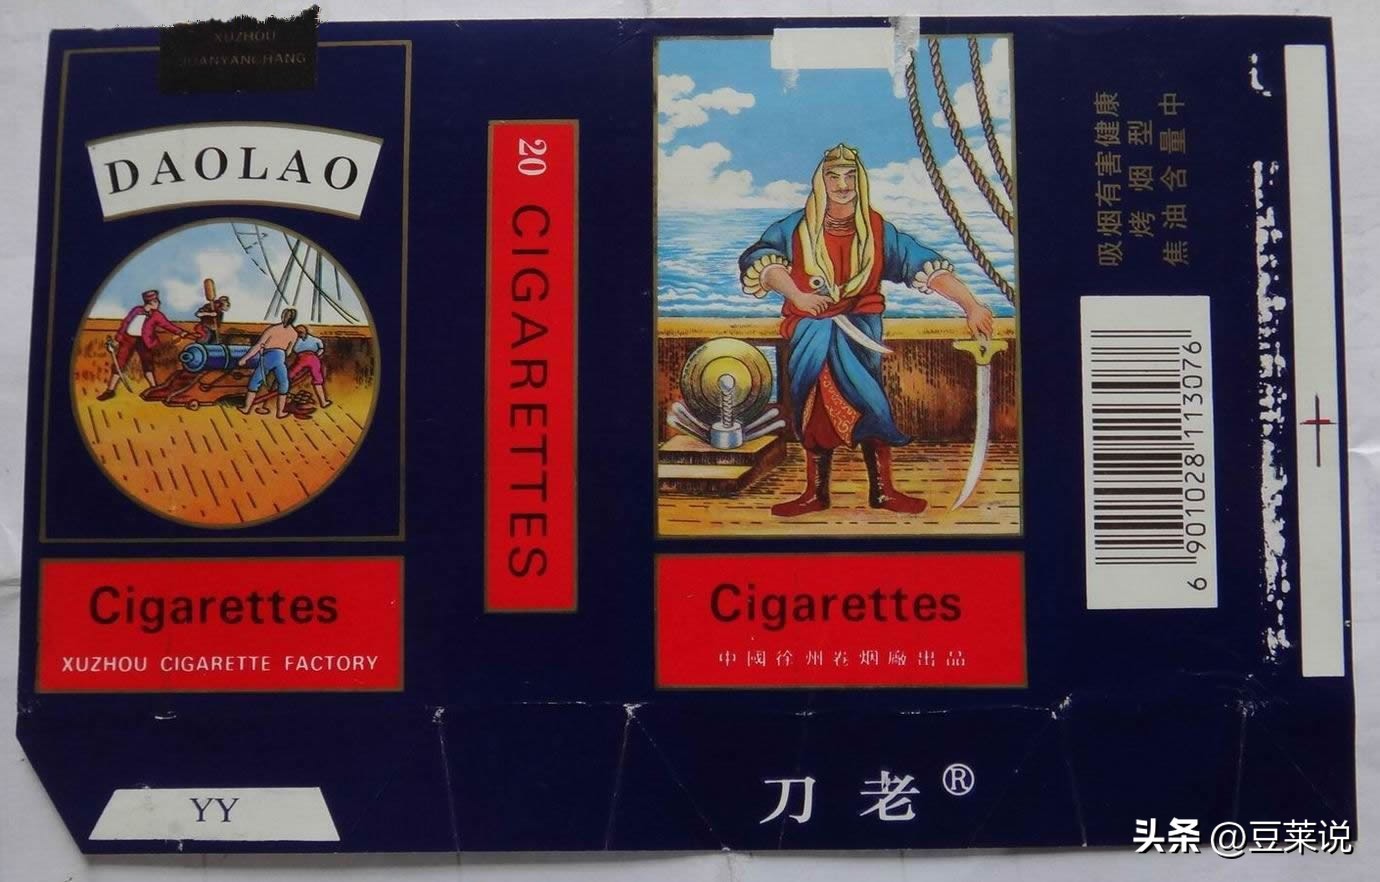 XUZHOU
JUANYANCHANG
DAOLAO
Cigarettes
XUZHOU CIGARETTE FACTORY
YY
20 CIGARETTES
Cigarettes
中國徐州卷烟廠出品
刀老®
吸烟有害健康
烤烟型
焦油含量中
6 901028 113076
头条 @豆莱说